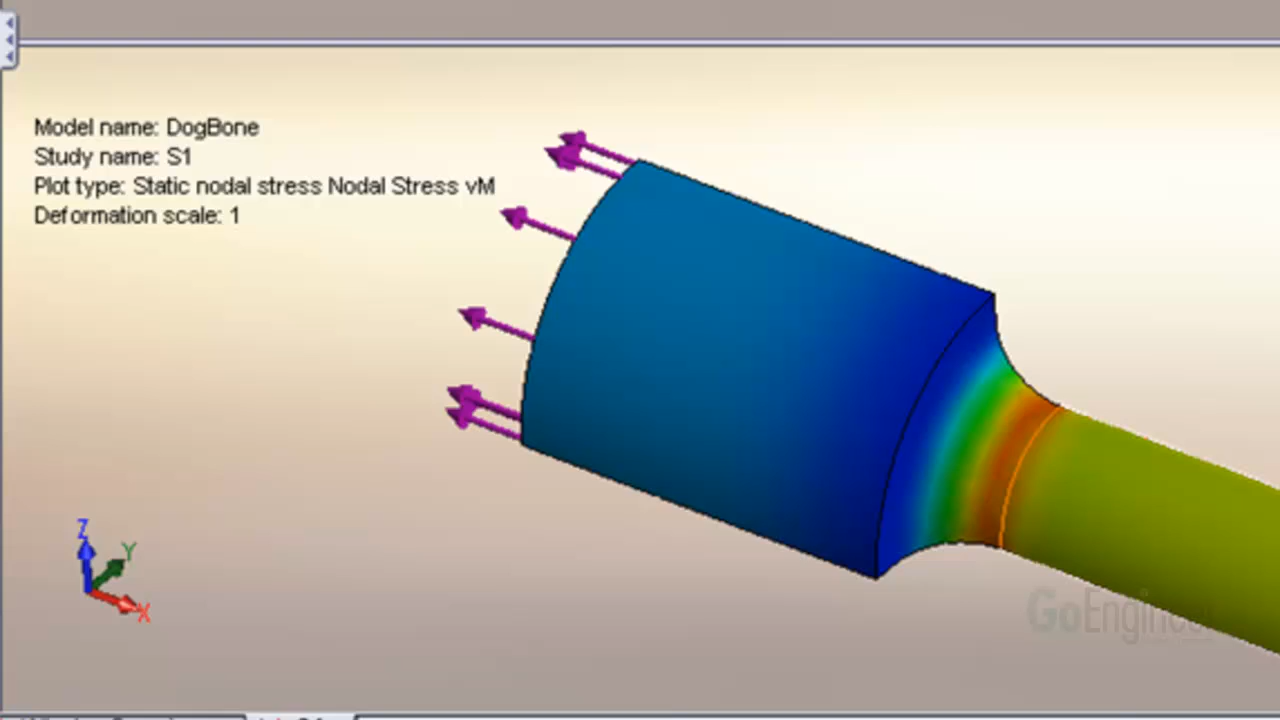 Model name: DogBone
Study name: S1
Plot type: Static nodal stress Nodal Stress vM
Deformation scale: 1
Z
Y
X
GoEngineer